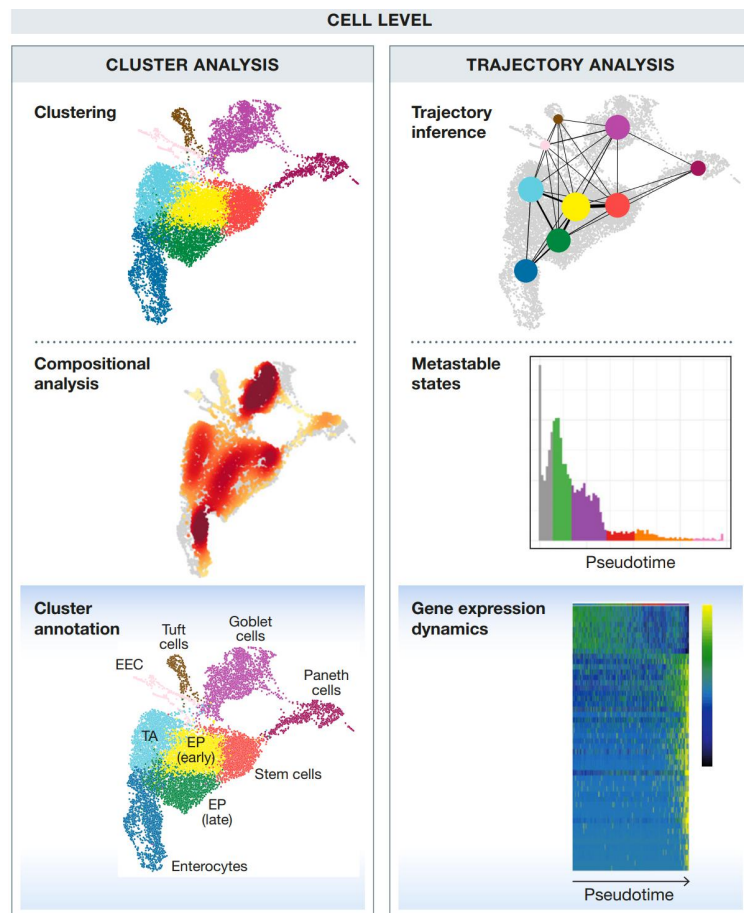 CELL LEVEL
CLUSTER ANALYSIS
Clustering
Compositional
analysis
Cluster
annotation
Tuft
cells
Goblet
cells
EEC
Paneth
cells
TA
EP
(early)
Stem cells
EP
(late)
Enterocytes
TRAJECTORY ANALYSIS
Trajectory
inference
Metastable
states
Pseudotime
Gene expression
dynamics
Pseudotime